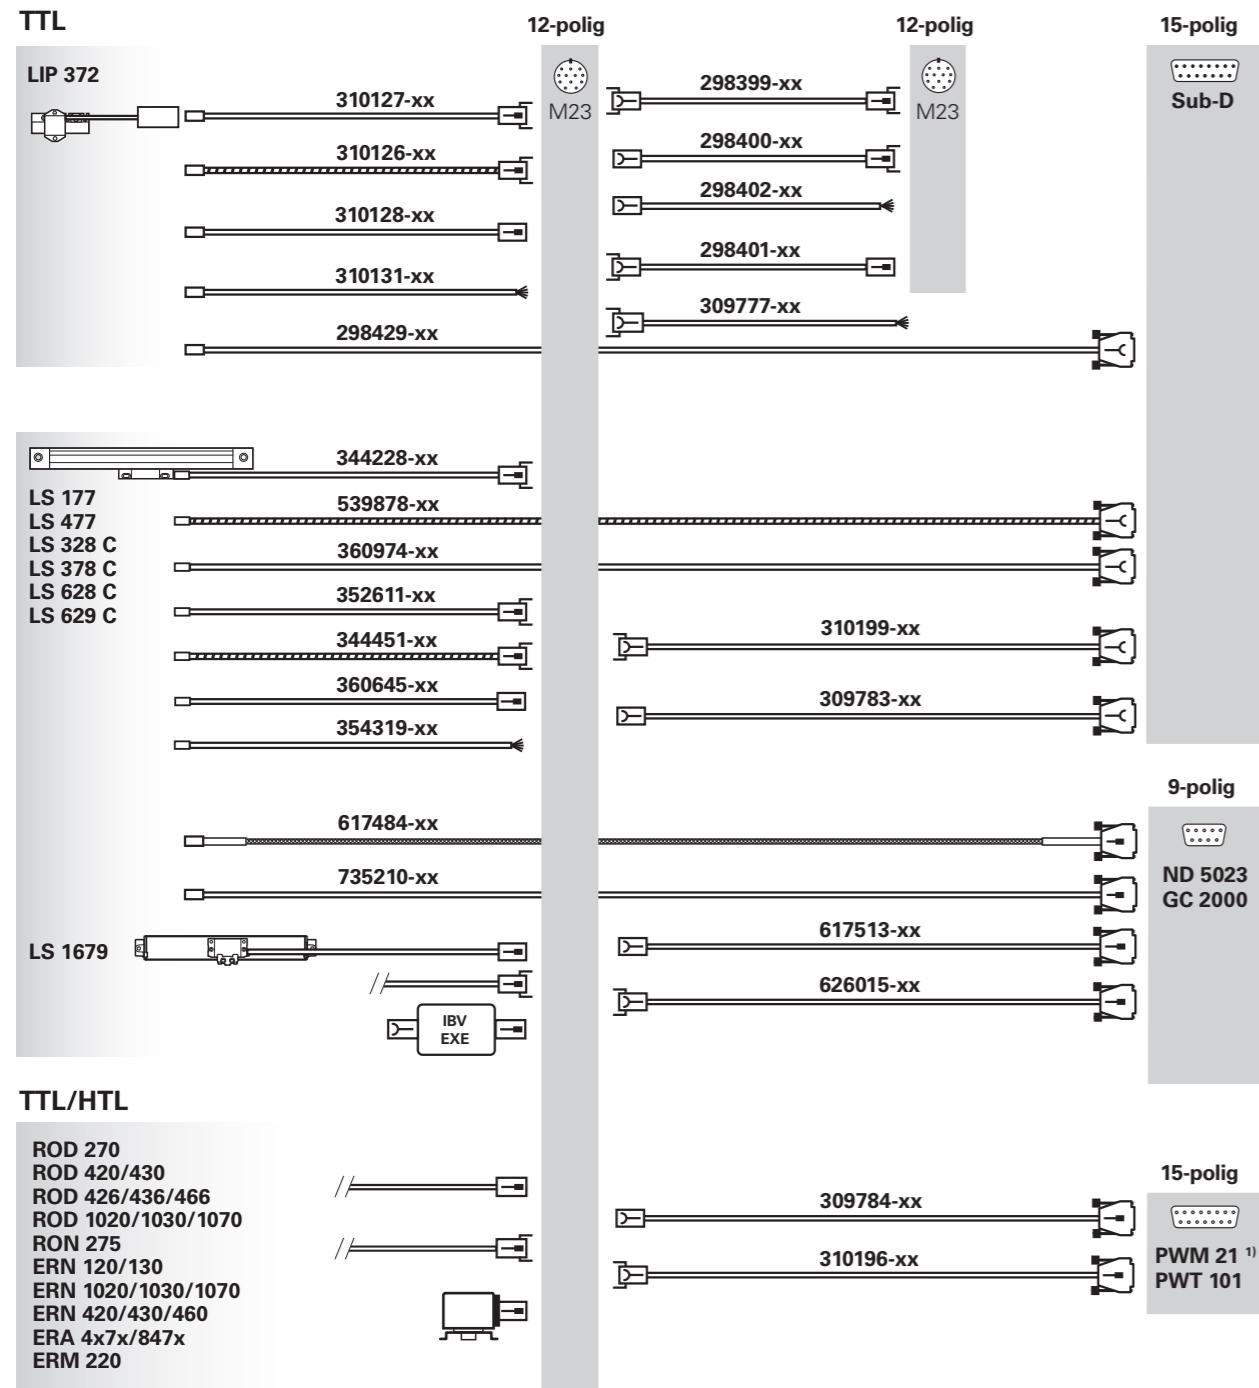 TTL
12-polig
12-polig
15-polig
LIP 372
M23
M23
Sub-D
310127-xx
298399-xx
310126-xx
298400-xx
298402-xx
310128-xx
298401-xx
310131-xx
309777-xx
298429-xx
344228-xx
LS 177
LS 477
LS 328 C
LS 378 C
LS 628 C
LS 629 C
539878-xx
360974-xx
352611-xx
344451-xx
310199-xx
360645-xx
309783-xx
354319-xx
9-polig
617484-xx
ND 5023
GC 2000
735210-xx
LS 1679
617513-xx
626015-xx
IBV
EXE
TTL/HTL
ROD 270
ROD 420/430
ROD 426/436/466
ROD 1020/1030/1070
RON 275
ERN 120/130
ERN 1020/1030/1070
ERN 420/430/460
ERA 4x7x/847x
ERM 220
15-polig
309784-xx
310196-xx
PWM 21 1)
PWT 101